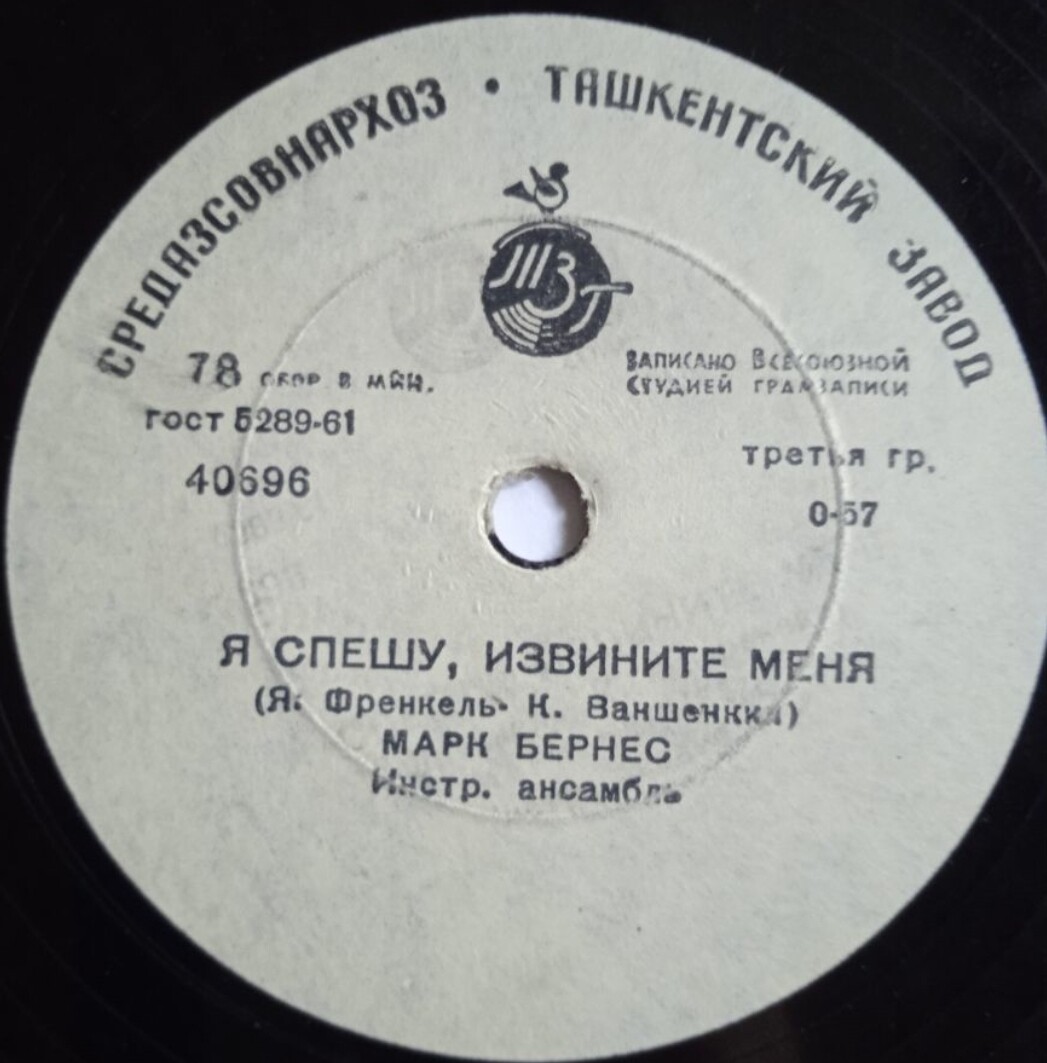 СРЕДАЗСОВНАРХОЗ • ТАШКЕНТСКИЙ ЗАВОД
ТЗГ
78 обор в мин.
гост 5289-61
40696
Записано Всесоюзной
студией грамзаписи
третья гр.
0-57
Я СПЕШУ, ИЗВИНИТЕ МЕНЯ
(Я. Френкель- К. Ваншенкин)
МАРК БЕРНЕС
Инстр. ансамбль